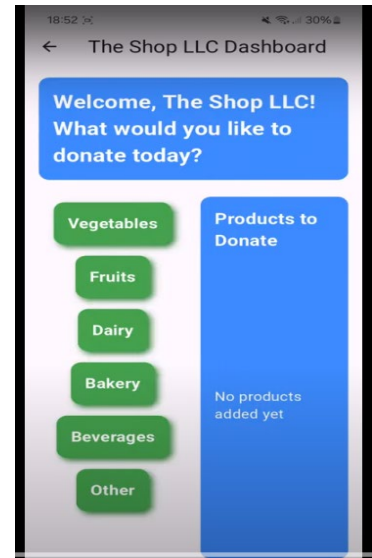 18:52
30%
The Shop LLC Dashboard
Welcome, The Shop LLC!
What would you like to
donate today?
Vegetables
Fruits
Dairy
Bakery
Beverages
Other
Products to
Donate
No products
added yet